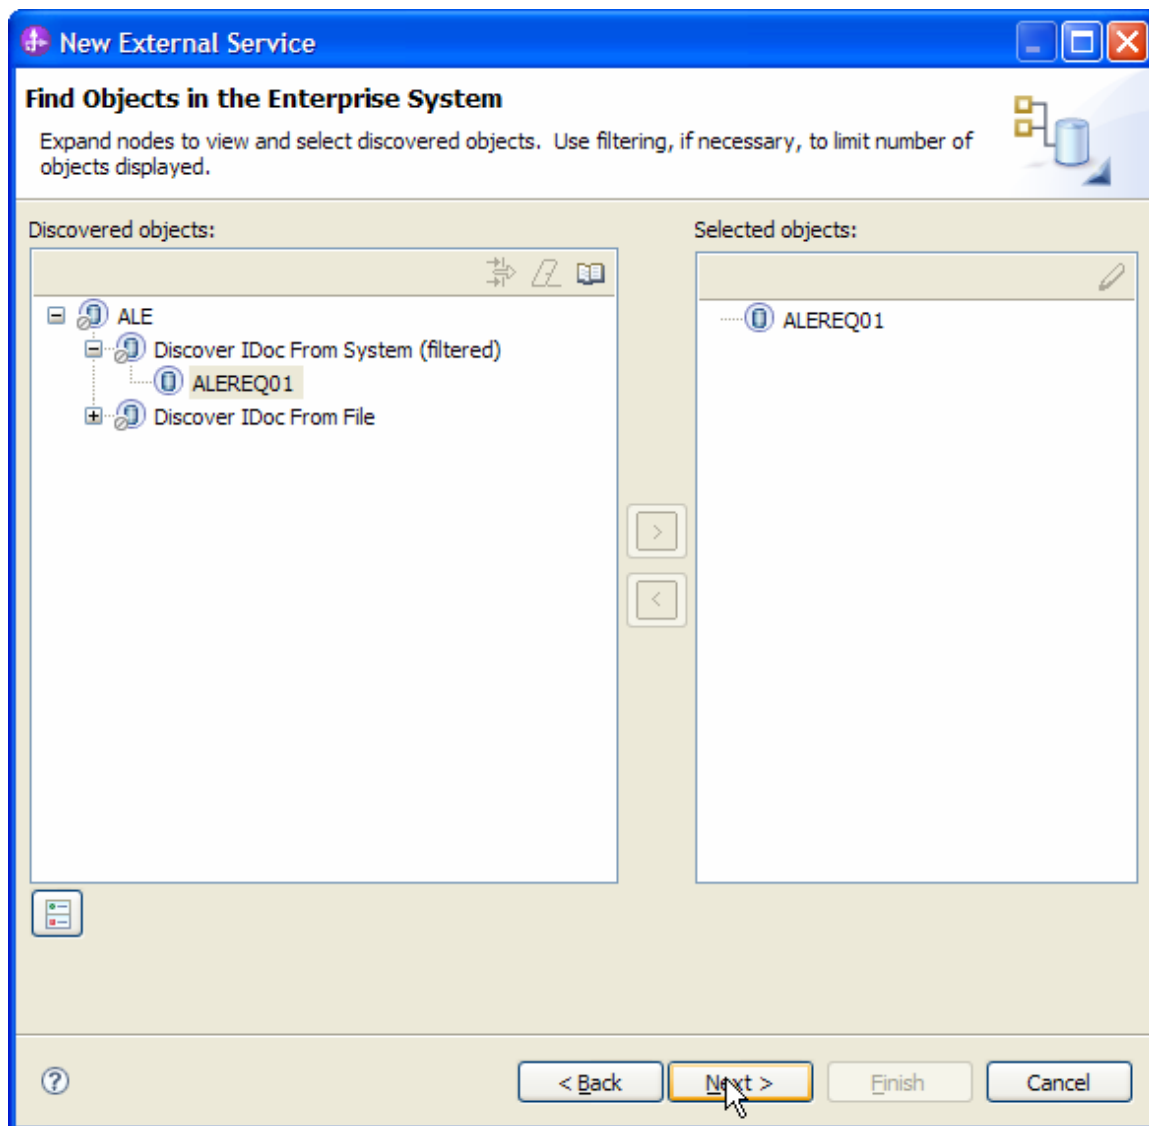 New External Service
Find Objects in the Enterprise System
Expand nodes to view and select discovered objects.  Use filtering, if necessary, to limit number of
objects displayed.
Discovered objects:
Selected objects:
ALE
Discover IDoc From System (filtered)
ALEREQ01
Discover IDoc From File
ALEREQ01
>
<
?
< Back
Next >
Finish
Cancel